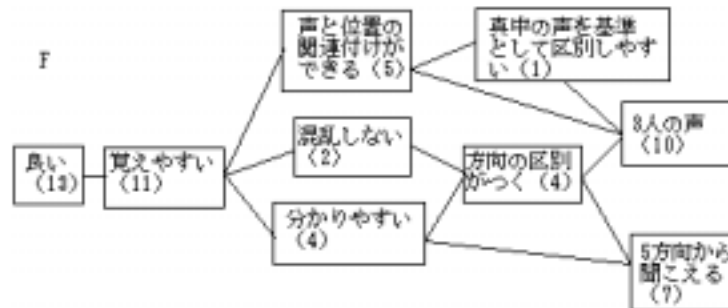 F
良い
(13)
覚えやすい
(11)
声と位置の
関連付けが
できる(5)
混乱しない
(2)
分かりやすい
(4)
真中の声を基準
として区別しやす
い(1)
方向の区別
がつく(4)
3人の声
(10)
5方向から
聞こえる
(7)